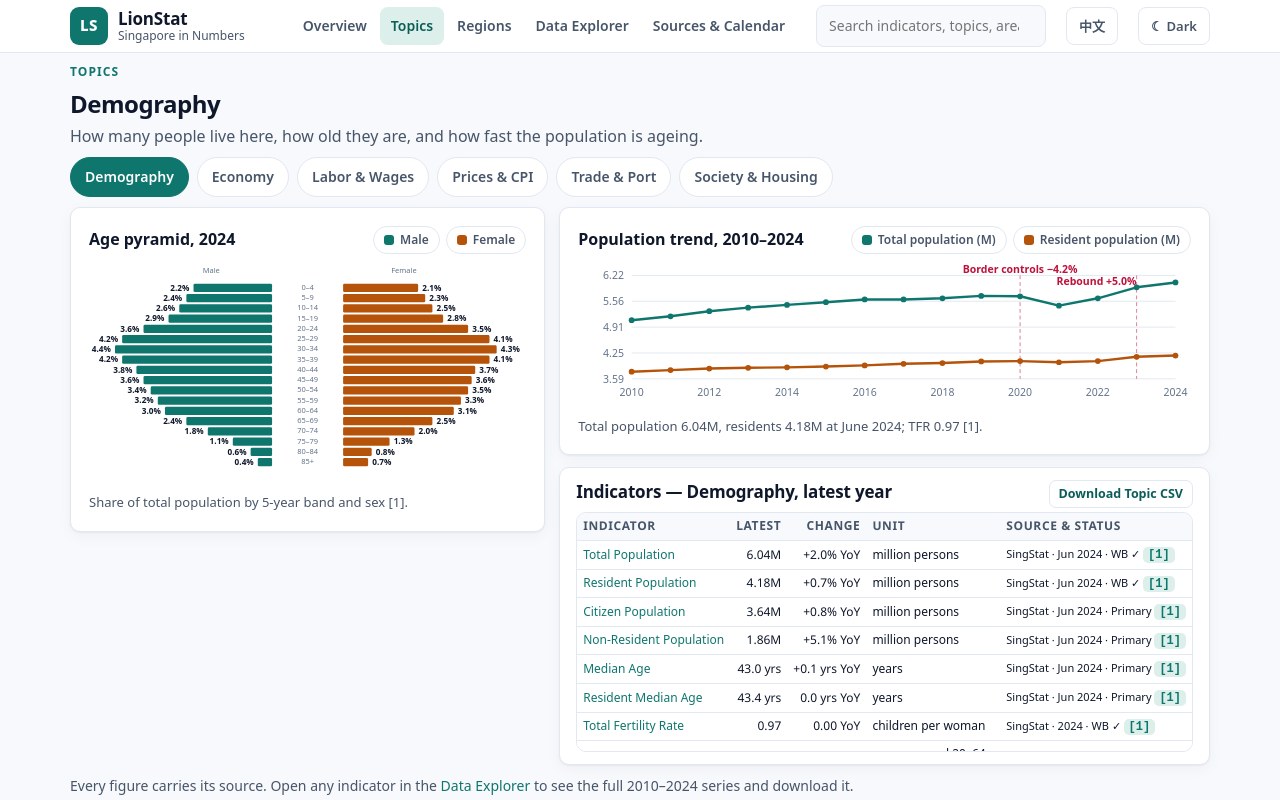 LS
LionStat
Singapore in Numbers
Overview
Topics
Regions
Data Explorer
Sources & Calendar
Search indicators, topics, are
中文
☾ Dark
TOPICS
Demography
How many people live here, how old they are, and how fast the population is ageing.
Demography
Economy
Labor & Wages
Prices & CPI
Trade & Port
Society & Housing
Age pyramid, 2024
Male
Female
Male
Female
2.2% 0–4 2.1%
2.4% 5–9 2.3%
2.6% 10–14 2.5%
2.9% 15–19 2.8%
3.6% 20–24 3.5%
4.2% 25–29 4.1%
4.4% 30–34 4.3%
4.2% 35–39 4.1%
3.8% 40–44 3.7%
3.6% 45–49 3.6%
3.4% 50–54 3.5%
3.2% 55–59 3.3%
3.0% 60–64 3.1%
2.4% 65–69 2.5%
1.8% 70–74 2.0%
1.1% 75–79 1.3%
0.6% 80–84 0.8%
0.4% 85+ 0.7%
Share of total population by 5-year band and sex [1].
Population trend, 2010–2024
Total population (M)
Resident population (M)
Border controls −4.2%
Rebound +5.0%
6.22
5.56
4.91
4.25
3.59
2010 2012 2014 2016 2018 2020 2022 2024
Total population 6.04M, residents 4.18M at June 2024; TFR 0.97 [1].
Indicators — Demography, latest year
Download Topic CSV
INDICATOR LATEST CHANGE UNIT SOURCE & STATUS
Total Population 6.04M +2.0% YoY million persons SingStat · Jun 2024 · WB ✓ [1]
Resident Population 4.18M +0.7% YoY million persons SingStat · Jun 2024 · WB ✓ [1]
Citizen Population 3.64M +0.8% YoY million persons SingStat · Jun 2024 · Primary [1]
Non-Resident Population 1.86M +5.1% YoY million persons SingStat · Jun 2024 · Primary [1]
Median Age 43.0 yrs +0.1 yrs YoY years SingStat · Jun 2024 · Primary [1]
Resident Median Age 43.4 yrs 0.0 yrs YoY years SingStat · Jun 2024 · Primary [1]
Total Fertility Rate 0.97 0.00 YoY children per woman SingStat · 2024 · WB ✓ [1]
Every figure carries its source. Open any indicator in the Data Explorer to see the full 2010–2024 series and download it.